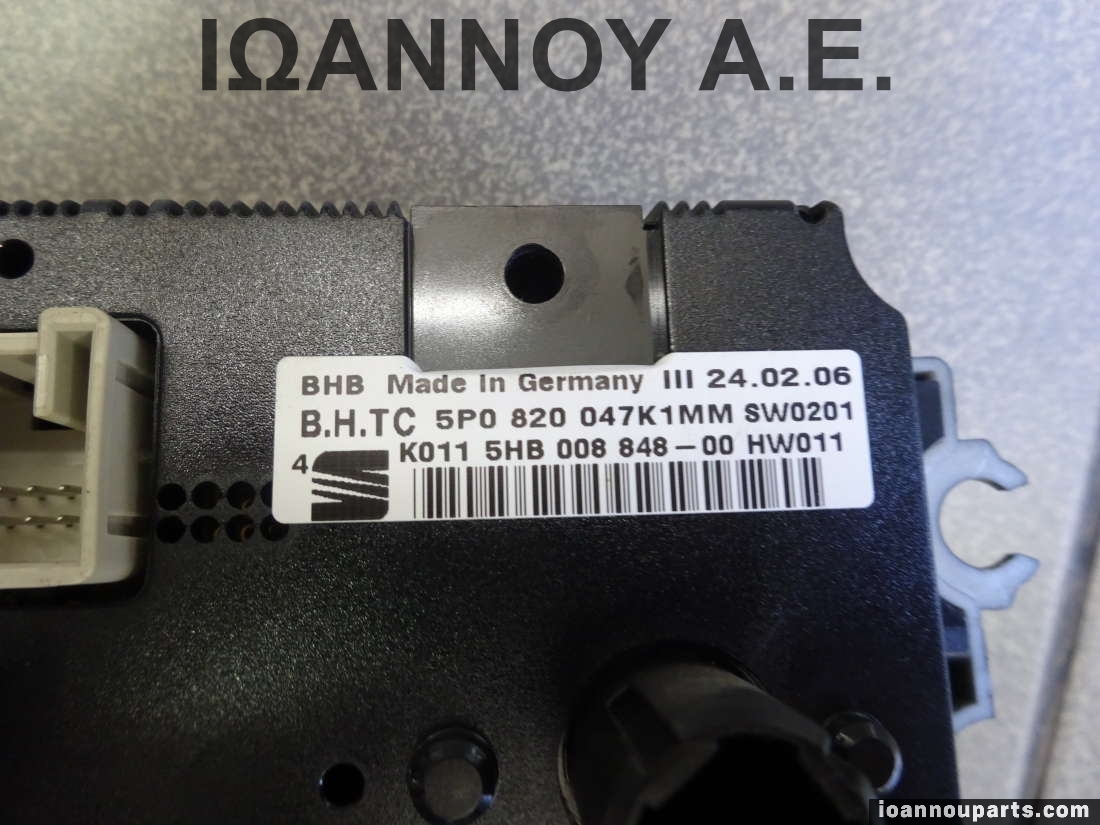 ΙΩΑΝΝΟΥ Α.Ε.
BHB Made in Germany III 24.02.06
B.H.TC 5P0 820 047K1MM SW0201
K011 5HB 008 848-00 HW011
4
ioannouparts.com